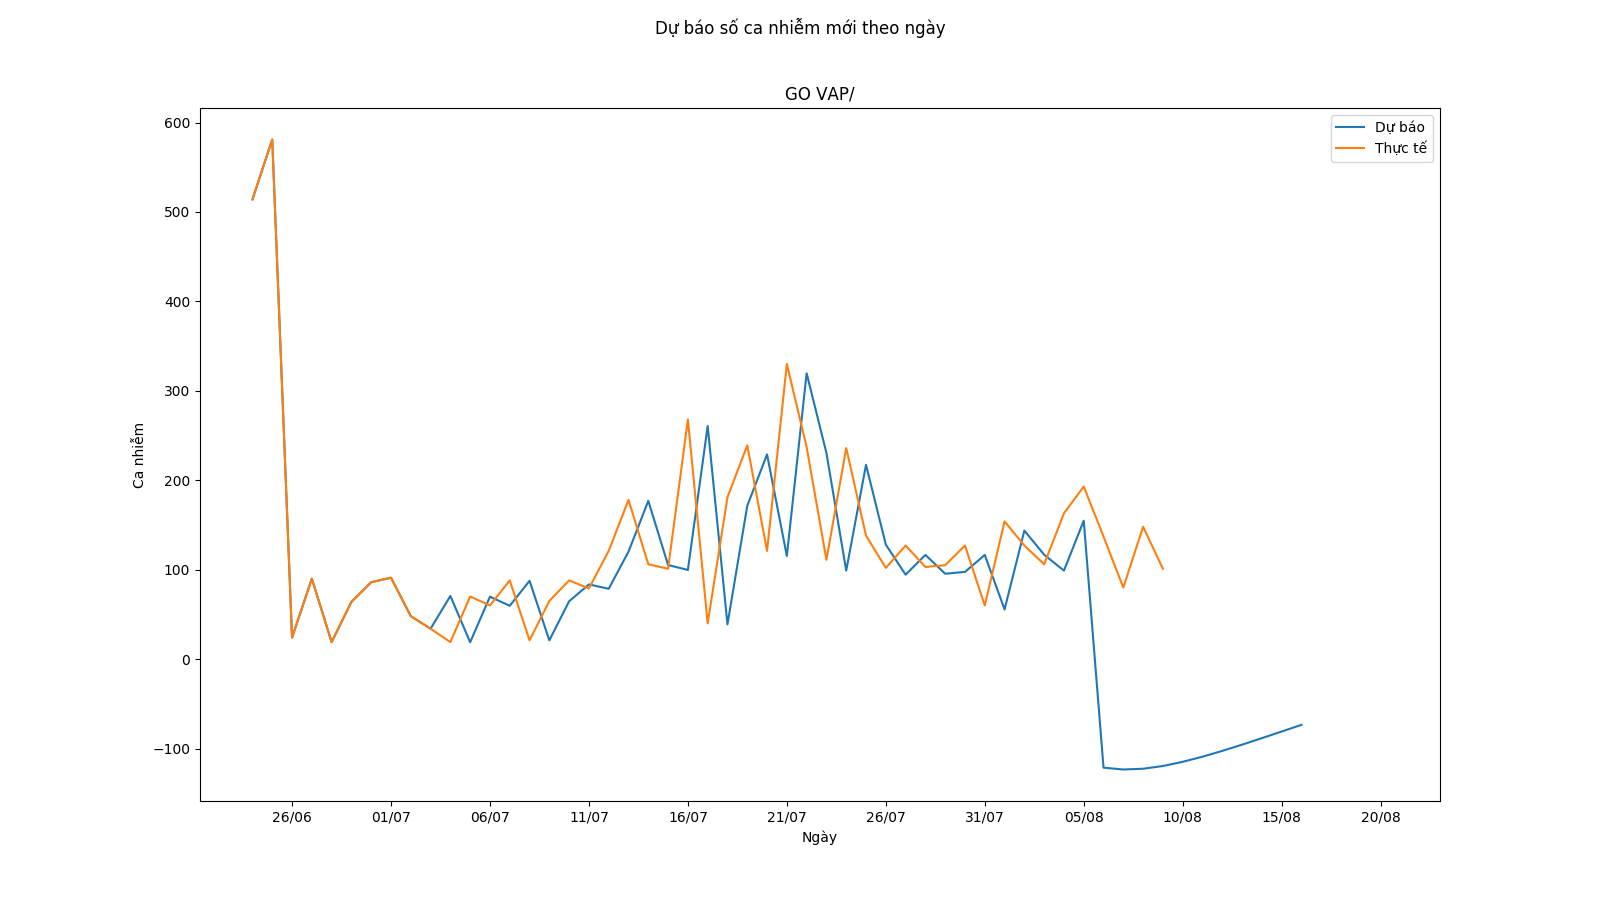 Dự báo số ca nhiễm mới theo ngày
GO VAP/
Dự báo
Thực tế
600
500
400
300
200
100
0
−100
Ca nhiễm
26/06 01/07 06/07 11/07 16/07 21/07 26/07 31/07 05/08 10/08 15/08 20/08
Ngày